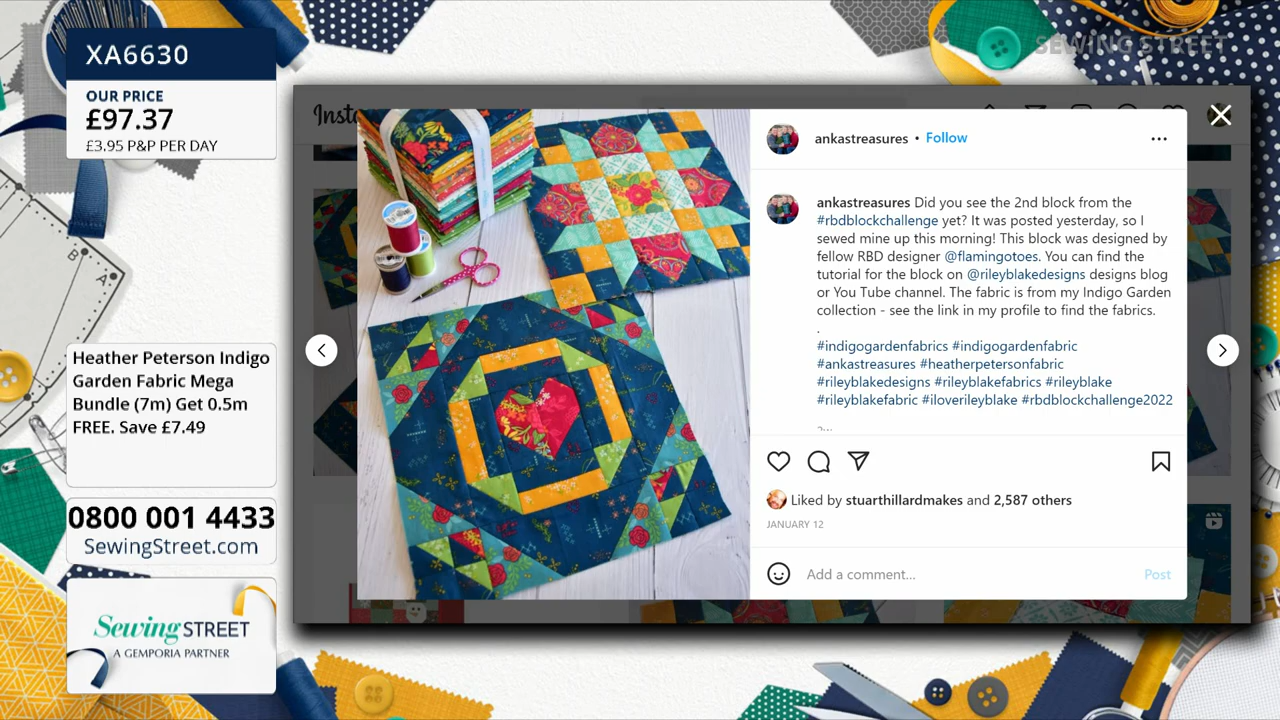 XA6630
OUR PRICE
£97.37
£3.95 P&P PER DAY
Heather Peterson Indigo
Garden Fabric Mega
Bundle (7m) Get 0.5m
FREE. Save £7.49
0800 001 4433
SewingStreet.com
Sewing STREET
A GEMPORIA PARTNER
SEWING STREET
Insta
B
A
ankastreasures • Follow
ankastreasures Did you see the 2nd block from the
#rbdblockchallenge yet? It was posted yesterday, so I
sewed mine up this morning! This block was designed by
fellow RBD designer @flamingotoes. You can find the
tutorial for the block on @rileyblakedesigns designs blog
or You Tube channel. The fabric is from my Indigo Garden
collection - see the link in my profile to find the fabrics.
.
#indigogardenfabrics #indigogardenfabric
#ankastreasures #heatherpetersonfabric
#rileyblakedesigns #rileyblakefabrics #rileyblake
#rileyblakefabric #iloverileyblake #rbdblockchallenge2022
Liked by stuarthillardmakes and 2,587 others
JANUARY 12
Add a comment...
Post